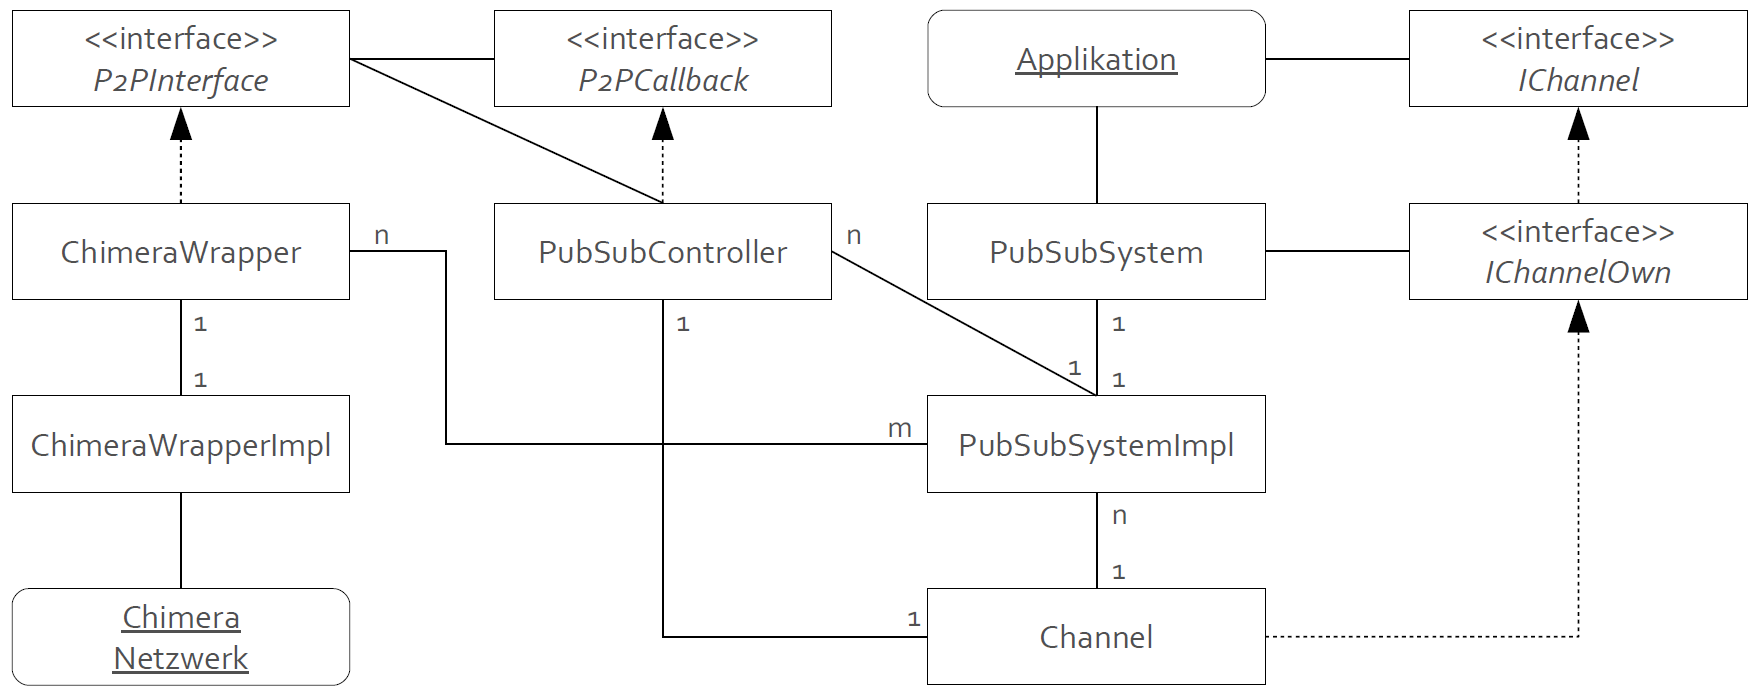 <<interface>>
P2PInterface
<<interface>>
P2PCallback
Applikation
<<interface>>
IChannel
ChimeraWrapper
n
PubSubController
n
PubSubSystem
<<interface>>
IChannelOwn
1
1
1
1
1
1
ChimeraWrapperImpl
m
PubSubSystemImpl
n
1
Chimera
Netzwerk
1
Channel